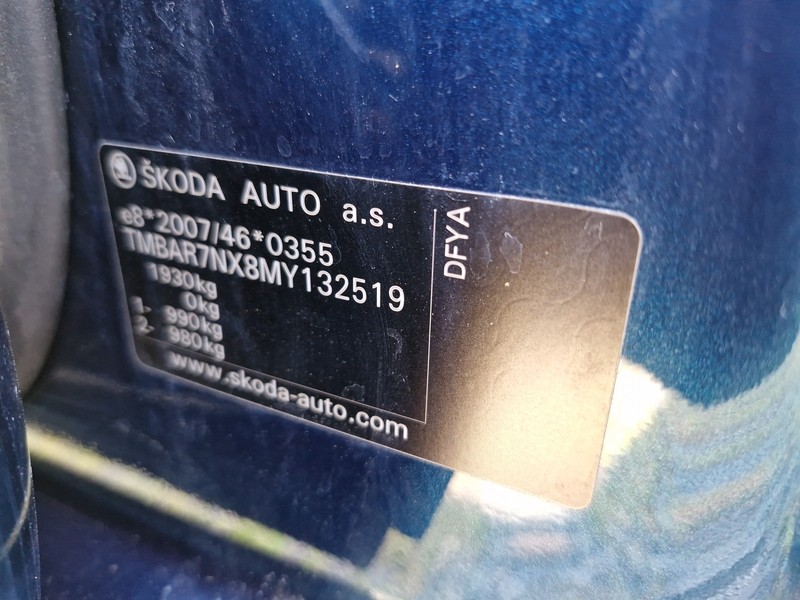 ŠKODA AUTO a.s.
e8*2007/46*0355
TMBAR7NX8MY132519
1930kg
0kg
1- 990kg
2- 980kg
www.skoda-auto.com
DFYA